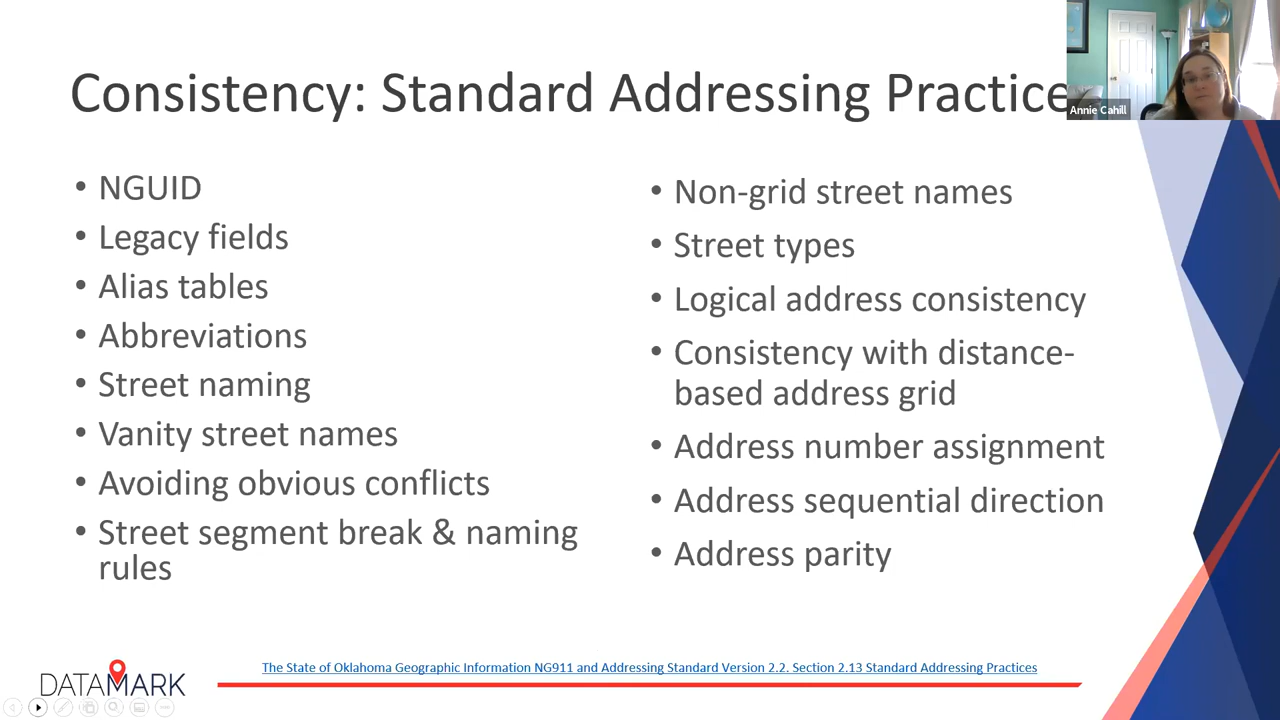 Consistency: Standard Addressing Practice
Annie Cahill
• NGUID
• Legacy fields
• Alias tables
• Abbreviations
• Street naming
• Vanity street names
• Avoiding obvious conflicts
• Street segment break & naming
rules
• Non-grid street names
• Street types
• Logical address consistency
• Consistency with distance-
based address grid
• Address number assignment
• Address sequential direction
• Address parity
The State of Oklahoma Geographic Information NG911 and Addressing Standard Version 2.2. Section 2.13 Standard Addressing Practices
DATAMARK